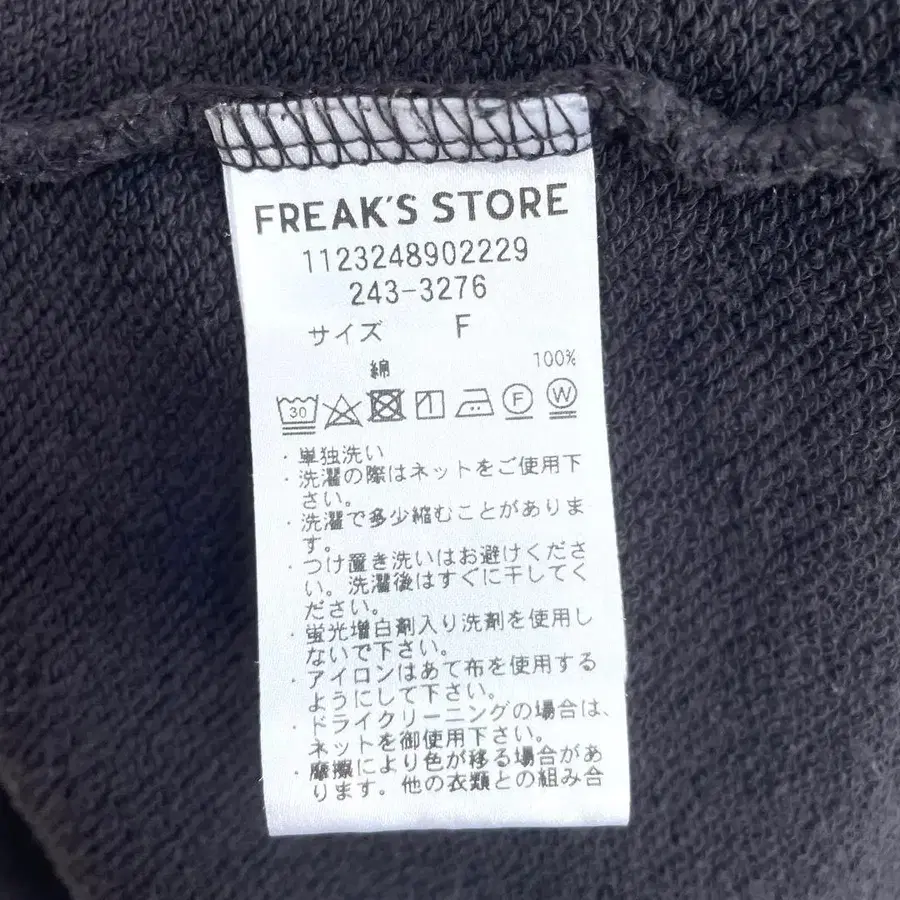 FREAK'S STORE
1123248902229
243-3276
サイズ F
綿 100%
30 F W
・単独洗い
・洗濯の際はネットをご使用下
さい。
・洗濯で多少縮むことがありま
す。
・つけ置き洗いはお避けくださ
い。洗濯後はすぐに干してく
ださい。
・蛍光増白剤入り洗剤を使用し
ないで下さい。
・アイロンはあて布を使用する
ようにして下さい。
・ドライクリーニングの場合は、
ネットを御使用下さい。
・摩擦により色が移る場合があ
ります。他の衣類との組み合